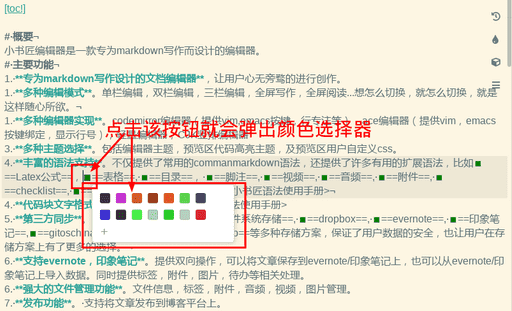 [toc!]
# 概要¬
小书匠编辑器是一款专为markdown写作而设计的编辑器。
# 主要功能¬
1.·**专为markdown写作设计的文档编辑器**，让用户心无旁骛的进行创作。
1.·**多种编辑模式**。单栏编辑，双栏编辑，三栏编辑，全屏写作，全屏阅读...想怎么切换，就怎么切换，就是这样随心所欲。¬
1.·**多种编辑器实现**。codemirror编辑器（提供vim,emacs按键，行专注等），ace编辑器（提供vim，emacs按键绑定，显示行号）
点击该按钮就会弹出颜色选择器
3.·**多种主题选择**。包括编辑器主题，预览区代码高亮主题，及预览区用户自定义css。
4.·**丰富的语法支持**。不仅提供了常用的commanmarkdown语法，还提供了许多有用的扩展语法，比如■==Latex公式==，■==表格==,·■==目录==，·■==脚注==,·■==视频==,·■==音频==,·■==附件==,·■==checklist==,·■== 小书匠语法使用手册>¬
4.·**代码块文字格式 法使用手册>
5.·**第三方同步** 件系统存储==,·■==dropbox==,·■==evernote==,·■==印象笔记==,·■==gitoschina ==等多种存储方案，保证了用户数据的安全，也让用户在存储方案上有了更多的选择。
6.·**支持evernote，印象笔记**。提供双向操作，可以将文章保存到evernote/印象笔记上，也可以从evernote/印象笔记上导入数据。同时提供标签，附件，图片，待办等相关处理。
6.·**强大的文件管理功能**。文件信息，标签，附件，音频，视频，图片管理。
7.·**发布功能**。·支持将文章发布到博客平台上。